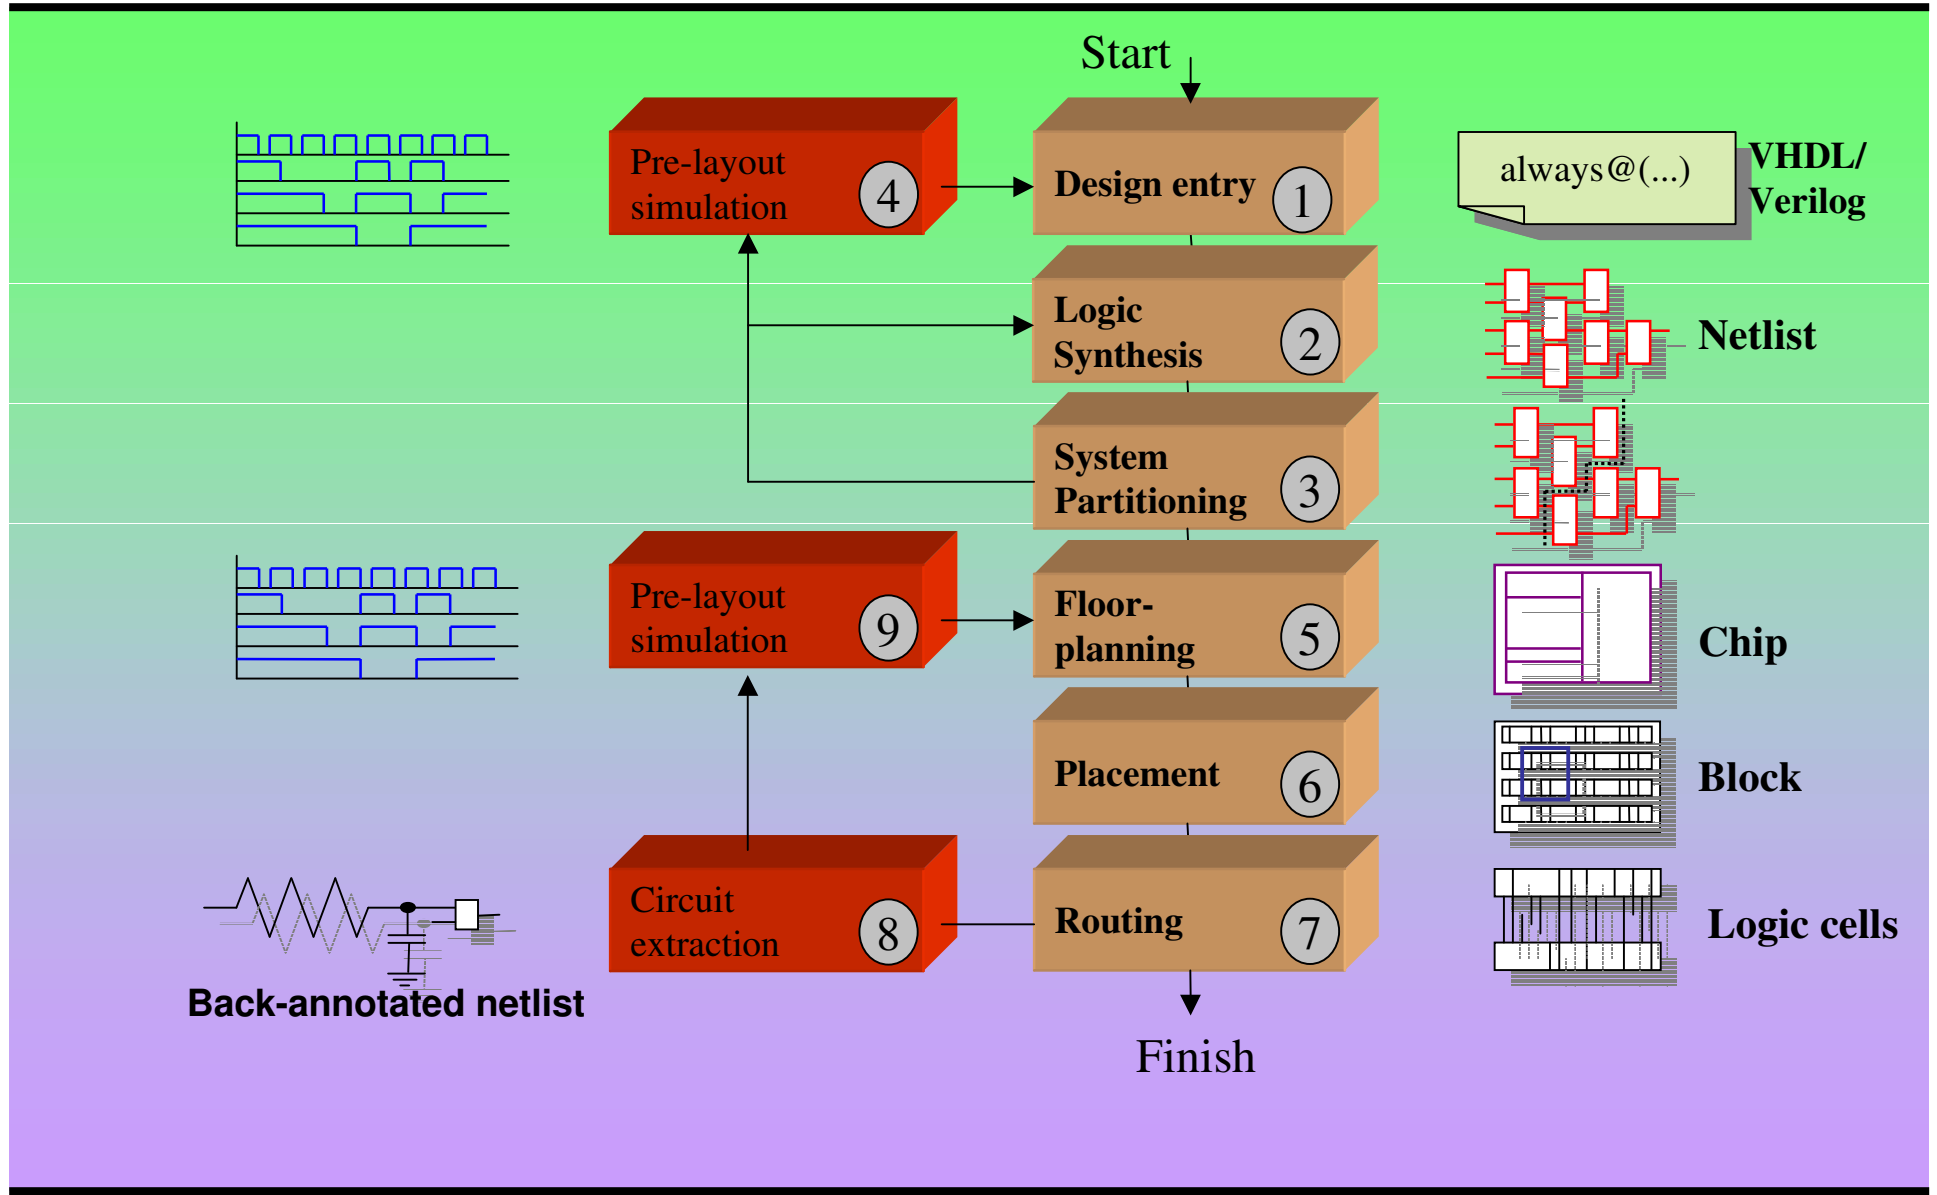 Start
Pre-layout
simulation
4
Design entry
1
always@(...)
VHDL/
Verilog
Logic
Synthesis
2
Netlist
System
Partitioning
3
Pre-layout
simulation
9
Floor-
planning
5
Chip
Placement
6
Block
Circuit
extraction
8
Routing
7
Logic cells
Back-annotated netlist
Finish